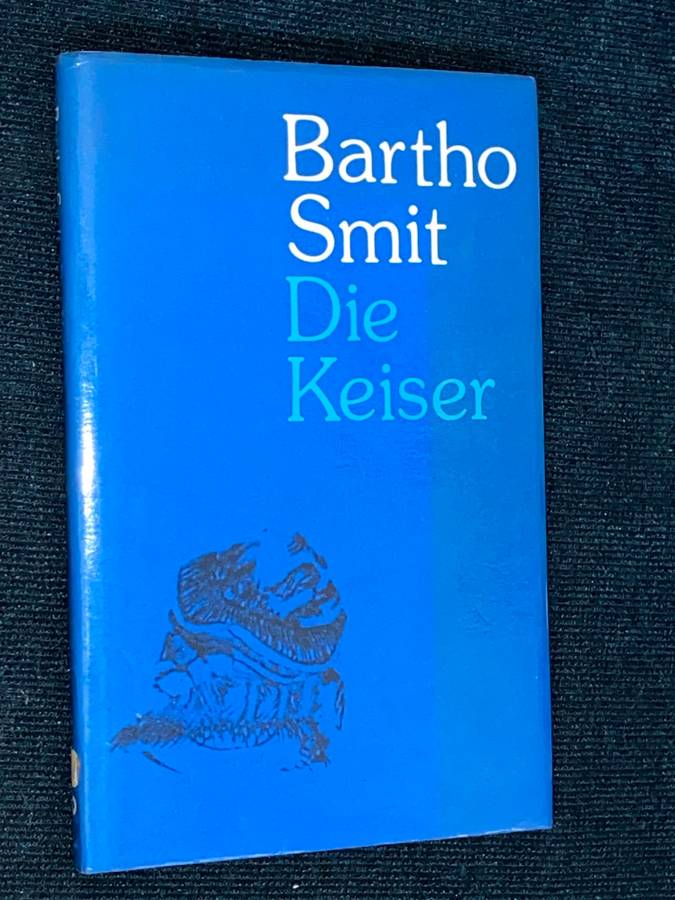 Bartho
Smit
Die
Keiser